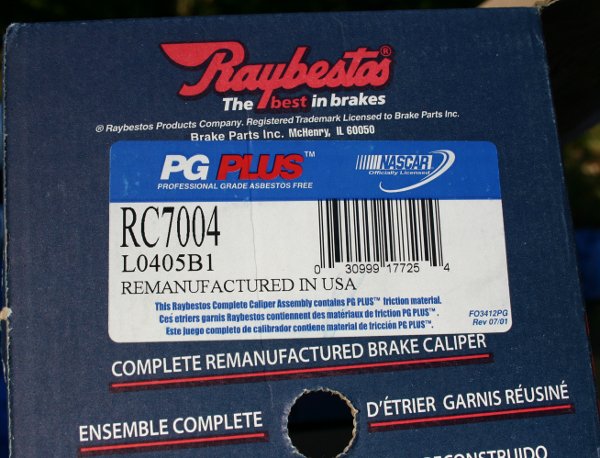 Raybestos®
The best in brakes
® Raybestos Products Company. Registered Trademark Licensed to Brake Parts Inc.
Brake Parts Inc. McHenry, IL 60050
PG PLUS™
PROFESSIONAL GRADE ASBESTOS FREE
NASCAR
Officially Licensed
RC7004
L0405B1
0 30999 17725 4
REMANUFACTURED IN USA
This Raybestos Complete Caliper Assembly contains PG PLUS™ friction material.
Ces étriers garnis Raybestos contiennent des matériaux de friction PG PLUS™.
Este juego completo de calibrador contiene material de fricción PG PLUS™.
FO3412PG
Rev 07/01
COMPLETE REMANUFACTURED BRAKE CALIPER
ENSEMBLE COMPLETE D'ÉTRIER GARNIS RÉUSINÉ
RECONSTRUIDO